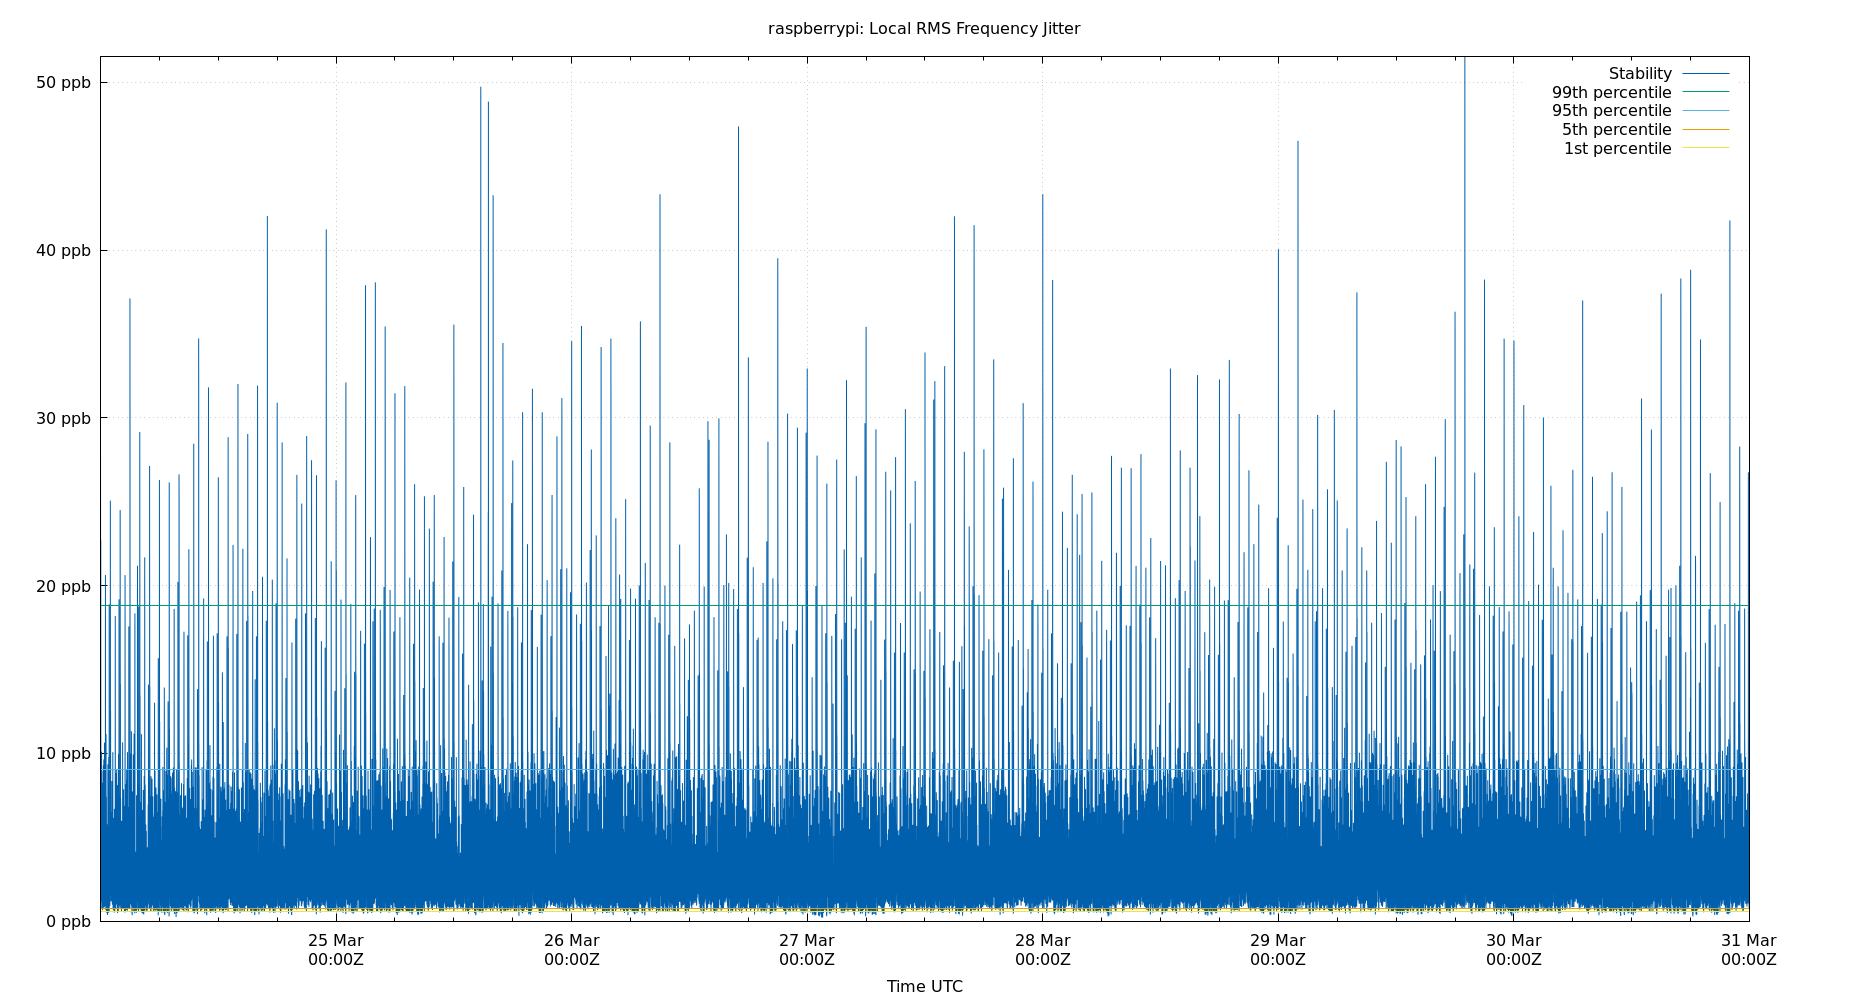 raspberrypi: Local RMS Frequency Jitter
Stability
99th percentile
95th percentile
5th percentile
1st percentile
50 ppb
40 ppb
30 ppb
20 ppb
10 ppb
0 ppb
25 Mar
00:00Z
26 Mar
00:00Z
27 Mar
00:00Z
28 Mar
00:00Z
29 Mar
00:00Z
30 Mar
00:00Z
31 Mar
00:00Z
Time UTC